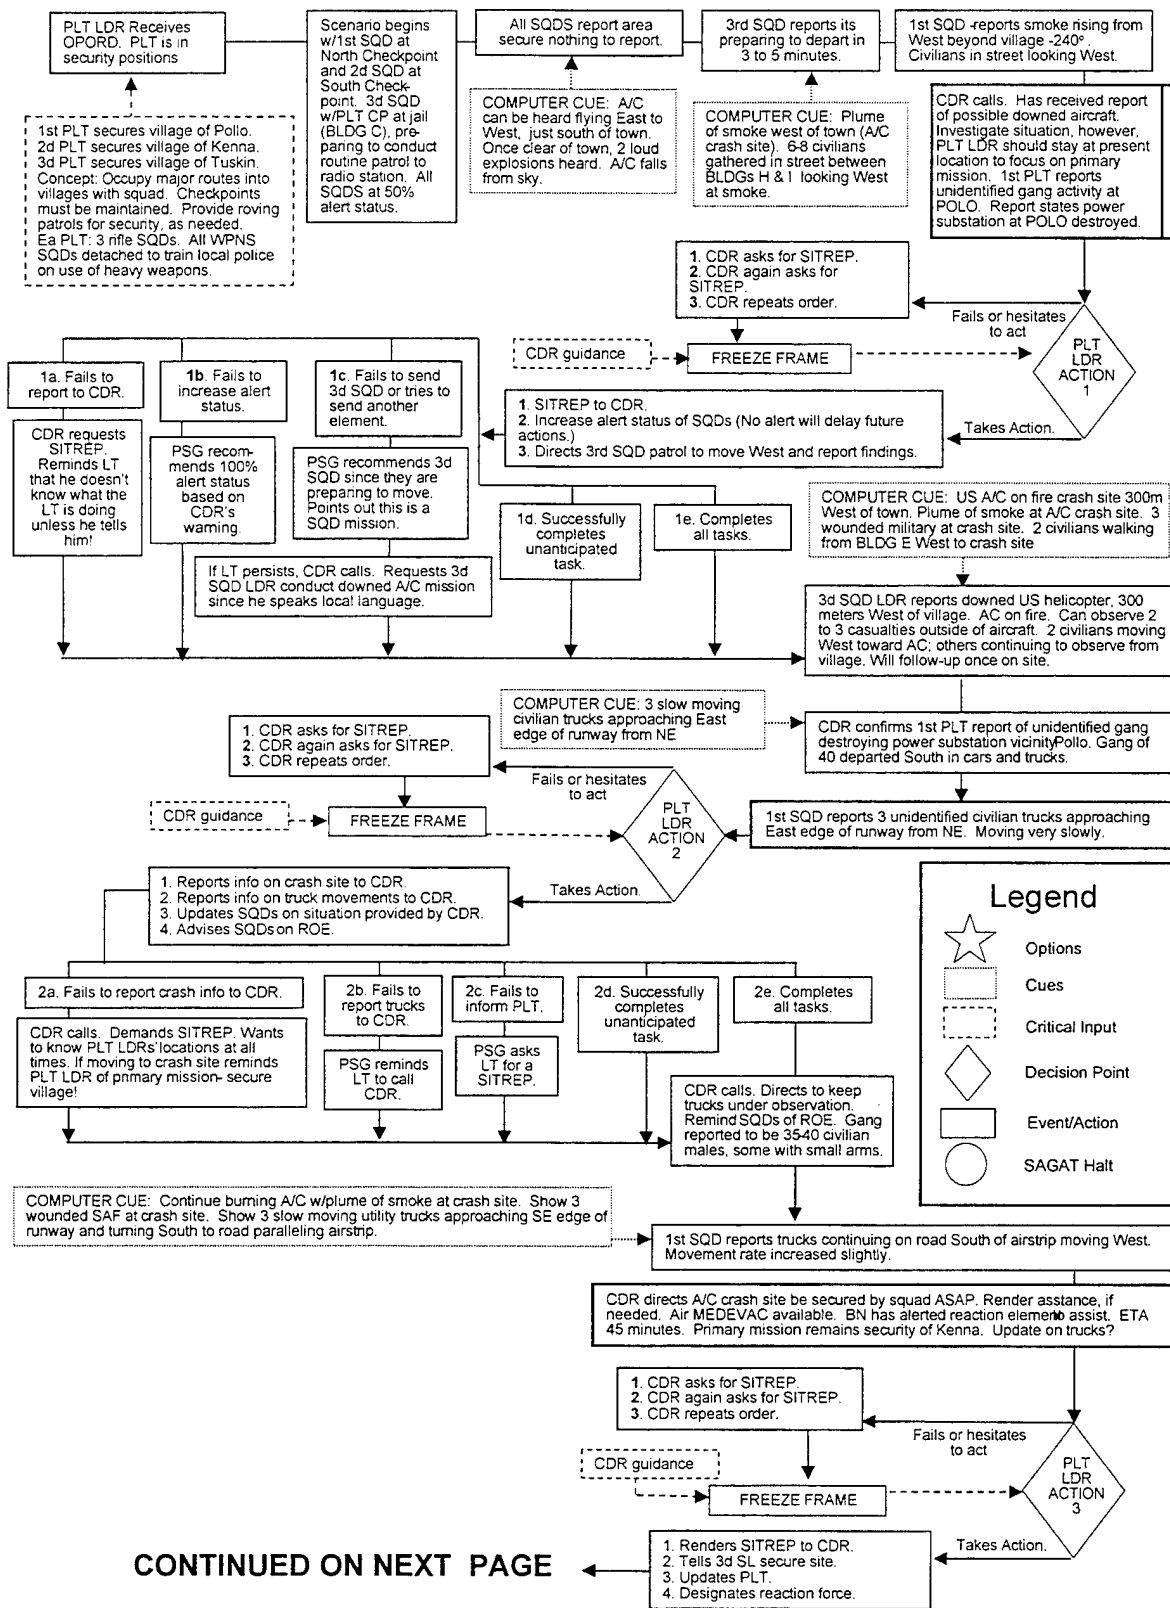 PLT LDR Receives
OPORD. PLT is in
security positions
Scenario begins
w/1st SQD at
North Checkpoint
and 2d SQD at
South Check-
point. 3d SQD
w/PLT CP at jail
(BLDG C), pre-
paring to conduct
routine patrol to
radio station. All
SQDS at 50%
alert status.
All SQDS report area
secure nothing to report.
3rd SQD reports its
preparing to depart in
3 to 5 minutes.
1st SQD -reports smoke rising from
West beyond village -240°.
Civilians in street looking West.
1st PLT secures village of Pollo.
2d PLT secures village of Kenna.
3d PLT secures village of Tuskin.
Concept: Occupy major routes into
villages with squad. Checkpoints
must be maintained. Provide roving
patrols for security, as needed.
Ea PLT: 3 rifle SQDs. All WPNS
SQDs detached to train local police
on use of heavy weapons.
COMPUTER CUE: A/C
can be heard flying East to
West, just south of town.
Once clear of town, 2 loud
explosions heard. A/C falls
from sky.
COMPUTER CUE: Plume
of smoke west of town (A/C
crash site). 6-8 civilians
gathered in street between
BLDGs H & I looking West
at smoke.
CDR calls. Has received report
of possible downed aircraft.
Investigate situation, however,
PLT LDR should stay at present
location to focus on primary
mission. 1st PLT reports
unidentified gang activity at
POLO. Report states power
substation at POLO destroyed.
1. CDR asks for SITREP.
2. CDR again asks for
SITREP.
3. CDR repeats order.
Fails or hesitates
to act
CDR guidance
FREEZE FRAME
PLT
LDR
ACTION
1
1a. Fails to
report to CDR.
1b. Fails to
increase alert
status.
1c. Fails to send
3d SQD or tries to
send another
element.
1. SITREP to CDR.
2. Increase alert status of SQDs (No alert will delay future
actions.)
3. Directs 3rd SQD patrol to move West and report findings.
Takes Action.
CDR requests
SITREP.
Reminds LT
that he doesn't
know what the
LT is doing
unless he tells
him!
PSG recom-
mends 100%
alert status
based on
CDR's
warning.
PSG recommends 3d
SQD since they are
preparing to move.
Points out this is a
SQD mission.
1d. Successfully
completes
unanticipated
task.
1e. Completes
all tasks.
COMPUTER CUE: US A/C on fire crash site 300m
West of town. Plume of smoke at A/C crash site. 3
wounded military at crash site. 2 civilians walking
from BLDG E West to crash site
If LT persists, CDR calls. Requests 3d
SQD LDR conduct downed A/C mission
since he speaks local language.
3d SQD LDR reports downed US helicopter, 300
meters West of village. AC on fire. Can observe 2
to 3 casualties outside of aircraft. 2 civilians moving
West toward AC; others continuing to observe from
village. Will follow-up once on site.
COMPUTER CUE: 3 slow moving
civilian trucks approaching East
edge of runway from NE
CDR confirms 1st PLT report of unidentified gang
destroying power substation vicinityPollo. Gang of
40 departed South in cars and trucks.
1. CDR asks for SITREP.
2. CDR again asks for SITREP.
3. CDR repeats order.
Fails or hesitates
to act
CDR guidance
FREEZE FRAME
PLT
LDR
ACTION
2
1st SQD reports 3 unidentified civilian trucks approaching
East edge of runway from NE. Moving very slowly.
1. Reports info on crash site to CDR.
2. Reports info on truck movements to CDR.
3. Updates SQDs on situation provided by CDR.
4. Advises SQDs on ROE.
Takes Action.
Legend
Options
Cues
Critical Input
Decision Point
Event/Action
SAGAT Halt
2a. Fails to report crash info to CDR.
2b. Fails to
report trucks
to CDR.
2c. Fails to
inform PLT.
2d. Successfully
completes
unanticipated
task.
2e. Completes
all tasks.
CDR calls. Demands SITREP. Wants
to know PLT LDRs' locations at all
times. If moving to crash site reminds
PLT LDR of primary mission- secure
village!
PSG reminds
LT to call
CDR.
PSG asks
LT for a
SITREP.
CDR calls. Directs to keep
trucks under observation.
Remind SQDs of ROE. Gang
reported to be 35-40 civilian
males, some with small arms.
COMPUTER CUE: Continue burning A/C w/plume of smoke at crash site. Show 3
wounded SAF at crash site. Show 3 slow moving utility trucks approaching SE edge of
runway and turning South to road paralleling airstrip.
1st SQD reports trucks continuing on road South of airstrip moving West.
Movement rate increased slightly.
CDR directs A/C crash site be secured by squad ASAP. Render asstance, if
needed. Air MEDEVAC available. BN has alerted reaction element to assist. ETA
45 minutes. Primary mission remains security of Kenna. Update on trucks?
1. CDR asks for SITREP.
2. CDR again asks for SITREP.
3. CDR repeats order.
Fails or hesitates
to act
CDR guidance
FREEZE FRAME
PLT
LDR
ACTION
3
1. Renders SITREP to CDR.
2. Tells 3d SL secure site.
3. Updates PLT.
4. Designates reaction force.
Takes Action.
CONTINUED ON NEXT PAGE